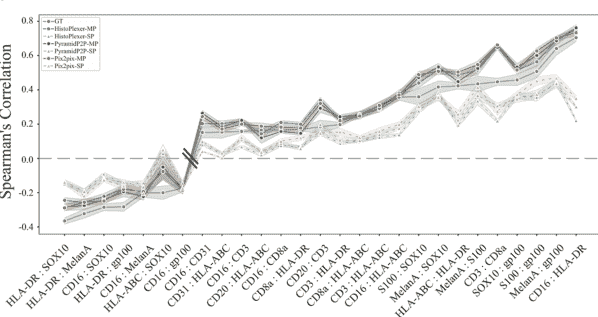 Spearman's Correlation
0.8
0.6
0.4
0.2
0.0
-0.2
-0.4
GT
HistoPlexer-MP
HistoPlexer-SP
PyramidP2P-MP
PyramidP2P-SP
Pix2pix-MP
Pix2pix-SP
HLA-DR : SOX10
HLA-DR : MelanA
CD16 : SOX10
HLA-DR : gp100
CD16 : MelanA
HLA-ABC : SOX10
CD16 : gp100
CD16 : CD31
CD31 : HLA-ABC
CD16 : CD3
CD20 : HLA-ABC
CD16 : CD8a
CD8a : HLA-DR
CD20 : CD3
CD3 : HLA-DR
CD8a : HLA-ABC
CD3 : HLA-ABC
CD16 : HLA-ABC
S100 : SOX10
MelanA : SOX10
HLA-ABC : HLA-DR
MelanA : S100
CD3 : CD8a
SOX10 : gp100
S100 : gp100
MelanA : gp100
CD16 : HLA-DR